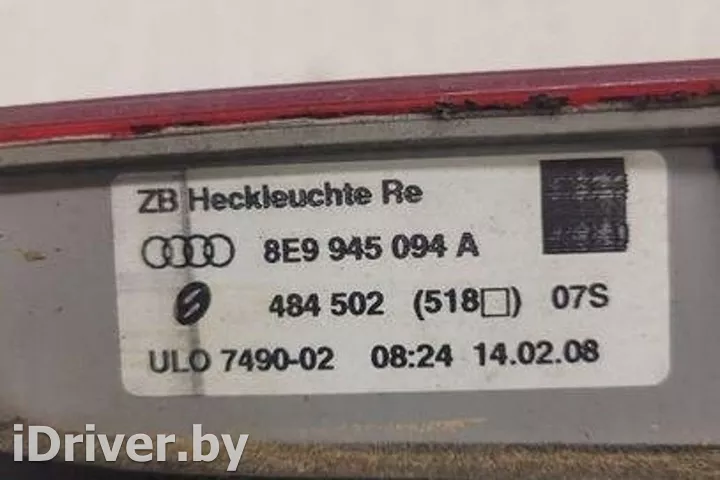 ZB Heckleuchte Re
8E9 945 094 A
484 502 (518□) 07S
ULO 7490-02 08:24 14.02.08
iDriver.by